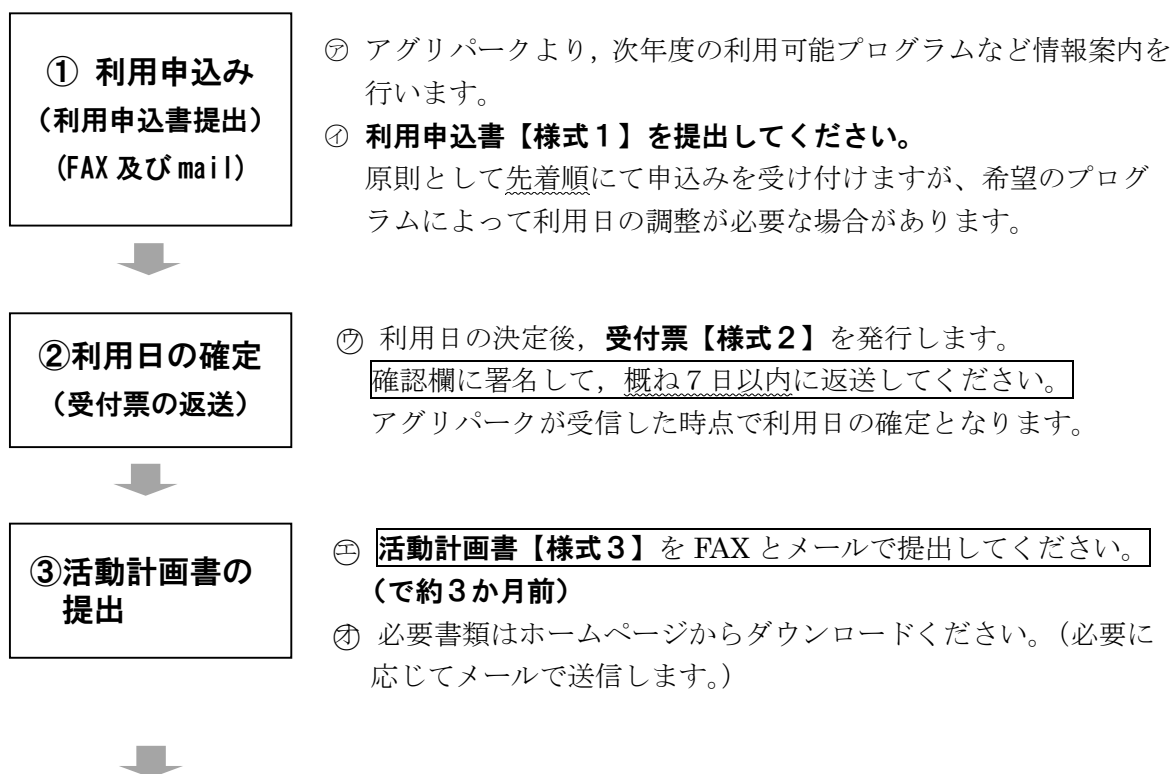 ① 利用申込み
（利用申込書提出）
(FAX 及び mail)
㋐ アグリパークより，次年度の利用可能プログラムなど情報案内を
行います。
㋑ 利用申込書【様式１】を提出してください。
原則として先着順にて申込みを受け付けますが、希望のプログ
ラムによって利用日の調整が必要な場合があります。
②利用日の確定
（受付票の返送）
㋒ 利用日の決定後，受付票【様式２】を発行します。
確認欄に署名して，概ね７日以内に返送してください。
アグリパークが受信した時点で利用日の確定となります。
③活動計画書の
提出
㋓ 活動計画書【様式３】を FAX とメールで提出してください。
（で約３か月前）
㋔ 必要書類はホームページからダウンロードください。（必要に
応じてメールで送信します。）